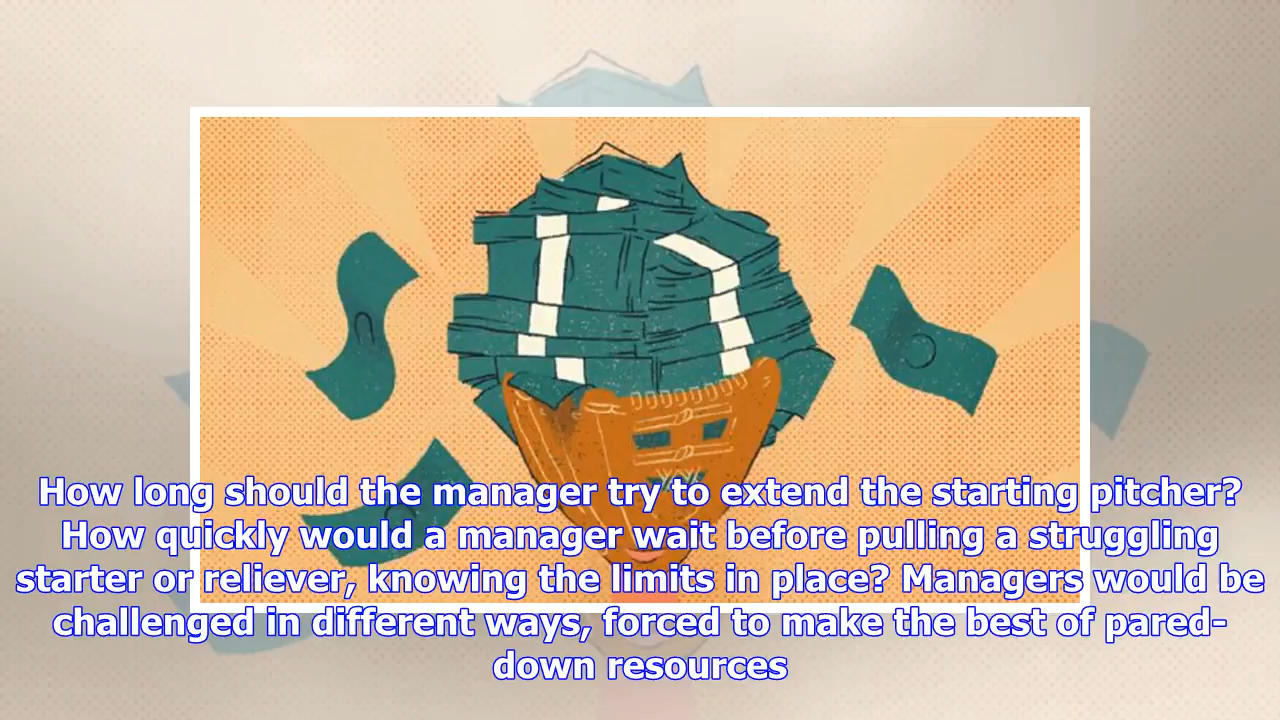 How long should the manager try to extend the starting pitcher?
How quickly would a manager wait before pulling a struggling
starter or reliever, knowing the limits in place? Managers would be
challenged in different ways, forced to make the best of pared-
down resources